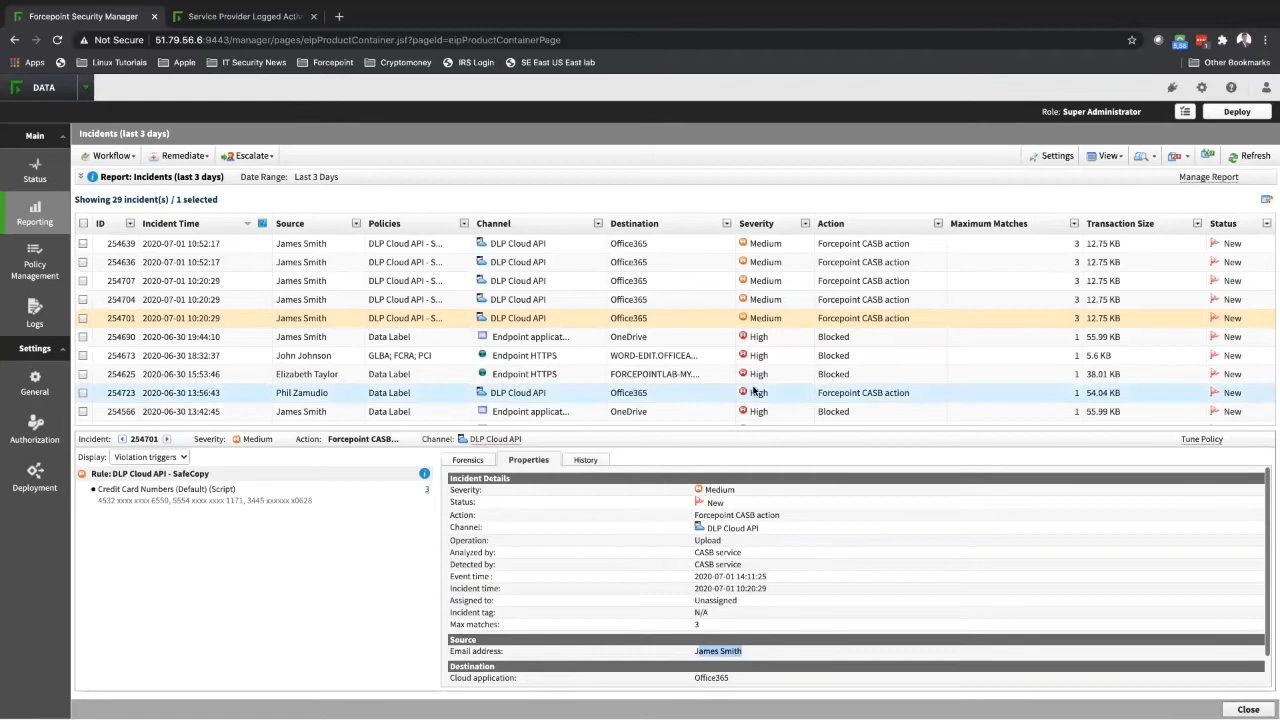 Forcepoint Security Manager
Service Provider Logged Activ
Not Secure 51.79.56.6:9443/manager/pages/eipProductContainer.jsf?pageId=eipProductContainerPage
Apps Linux Tutorials Apple IT Security News Forcepoint Cryptomoney IRS Login SE East US East lab Other Bookmarks
DATA
Role: Super Administrator Deploy
Main Incidents (last 3 days)
Workflow Remediate Escalate Settings View Refresh
Status
Report: Incidents (last 3 days) Date Range: Last 3 Days Manage Report
Showing 29 incident(s) / 1 selected
Reporting
ID Incident Time Source Policies Channel Destination Severity Action Maximum Matches Transaction Size Status
254639 2020-07-01 10:52:17 James Smith DLP Cloud API - S... DLP Cloud API Office365 Medium Forcepoint CASB action 3 12.75 KB New
254636 2020-07-01 10:52:17 James Smith DLP Cloud API - S... DLP Cloud API Office365 Medium Forcepoint CASB action 3 12.75 KB New
254707 2020-07-01 10:20:29 James Smith DLP Cloud API - S... DLP Cloud API Office365 Medium Forcepoint CASB action 3 12.75 KB New
254704 2020-07-01 10:20:29 James Smith DLP Cloud API - S... DLP Cloud API Office365 Medium Forcepoint CASB action 3 12.75 KB New
254701 2020-07-01 10:20:29 James Smith DLP Cloud API - S... DLP Cloud API Office365 Medium Forcepoint CASB action 3 12.75 KB New
254690 2020-06-30 19:44:10 James Smith Data Label Endpoint applicat... OneDrive High Blocked 1 55.99 KB New
254673 2020-06-30 18:32:37 John Johnson GLBA; FCRA; PCI Endpoint HTTPS WORD-EDIT.OFFICEA... High Blocked 1 5.6 KB New
254625 2020-06-30 15:53:46 Elizabeth Taylor Data Label Endpoint HTTPS FORCEPOINTLAB-MY.... High Blocked 1 38.01 KB New
254723 2020-06-30 13:56:43 Phil Zamudio Data Label DLP Cloud API Office365 High Forcepoint CASB action 1 54.04 KB New
254566 2020-06-30 13:42:45 James Smith Data Label Endpoint applicat... OneDrive High Blocked 1 55.99 KB New
Policy
Management
Logs
Settings
General
Authorization
Deployment
Incident: 254701 Severity: Medium Action: Forcepoint CASB... Channel: DLP Cloud API Tune Policy
Display: Violation triggers
Rule: DLP Cloud API - SafeCopy
Credit Card Numbers (Default) (Script) 3
4532 xxxx xxxx 6550, 5554 xxxx xxxx 1171, 3445 xxxxxx x0628
Forensics Properties History
Incident Details
Severity: Medium
Status: New
Action: Forcepoint CASB action
Channel: DLP Cloud API
Operation: Upload
Analyzed by: CASB service
Detected by: CASB service
Event time : 2020-07-01 14:11:25
Incident time: 2020-07-01 10:20:29
Assigned to: Unassigned
Incident tag: N/A
Max matches: 3
Source
Email address: James Smith
Destination
Cloud application: Office365
Close